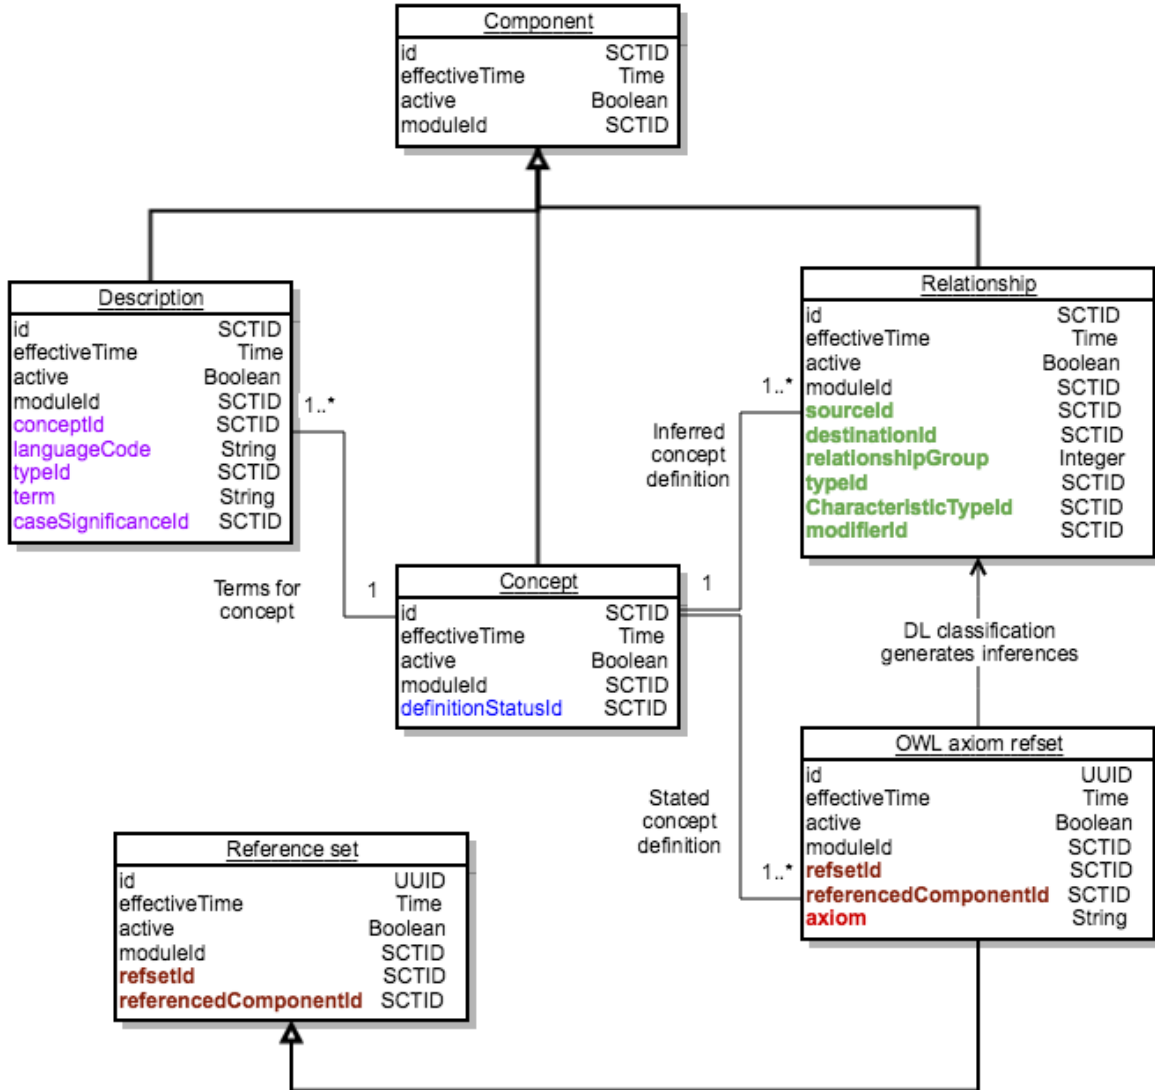 Component
id SCTID
effectiveTime Time
active Boolean
moduleId SCTID
Description
id SCTID
effectiveTime Time
active Boolean
moduleId SCTID
conceptId SCTID
languageCode String
typeId SCTID
term String
caseSignificanceId SCTID
1..*
Terms for
concept
1
Relationship
id SCTID
effectiveTime Time
active Boolean
moduleId SCTID
sourceId SCTID
destinationId SCTID
relationshipGroup Integer
typeId SCTID
CharacteristicTypeId SCTID
modifierId SCTID
1..*
Inferred
concept
definition
1
Concept
id SCTID
effectiveTime Time
active Boolean
moduleId SCTID
definitionStatusId SCTID
DL classification
generates inferences
Stated
concept
definition
1..*
OWL axiom refset
id UUID
effectiveTime Time
active Boolean
moduleId SCTID
refsetId SCTID
referencedComponentId SCTID
axiom String
Reference set
id UUID
effectiveTime Time
active Boolean
moduleId SCTID
refsetId SCTID
referencedComponentId SCTID